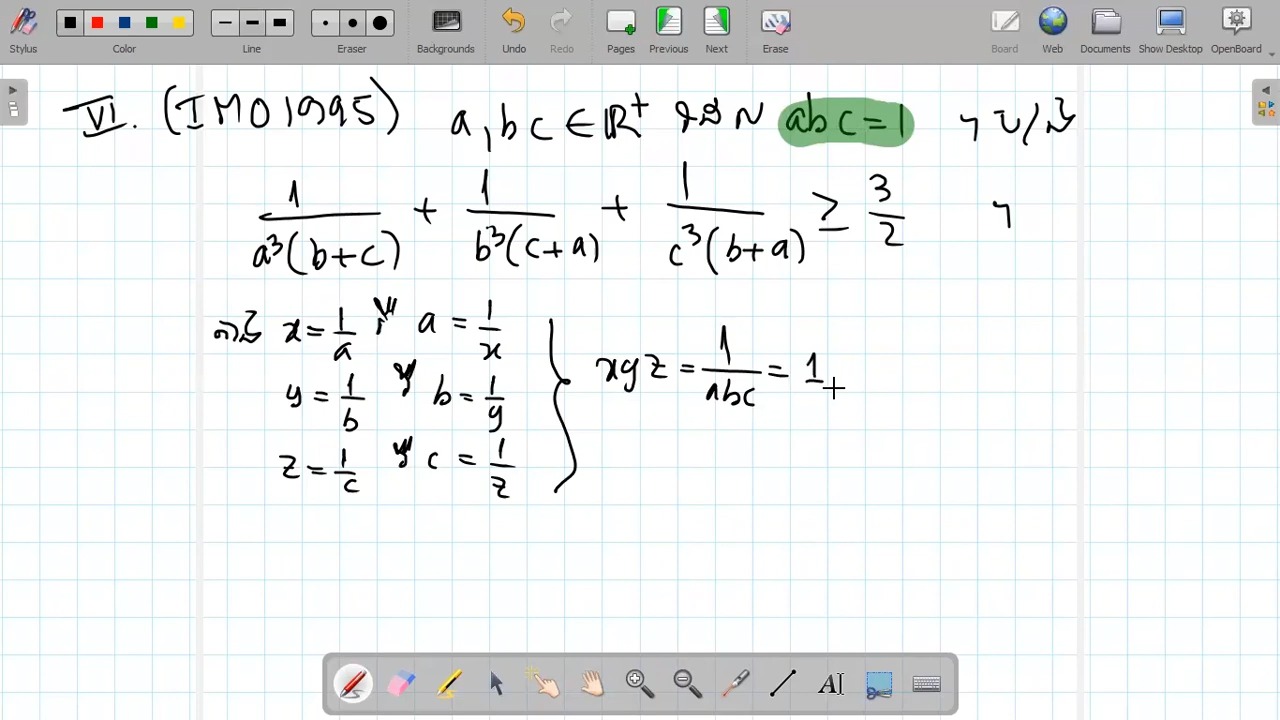 Stylus Color Line Eraser Backgrounds Undo Redo Pages Previous Next Erase Board Web Documents Show Desktop OpenBoard
VI. (IMO 1995) a, b c ∈ ℝ⁺ abc = 1
1/(a³(b+c)) + 1/(b³(c+a)) + 1/(c³(b+a)) ≥ 3/2
x = 1/a a = 1/x
y = 1/b b = 1/y
xyz = 1/abc = 1
z = 1/c c = 1/z